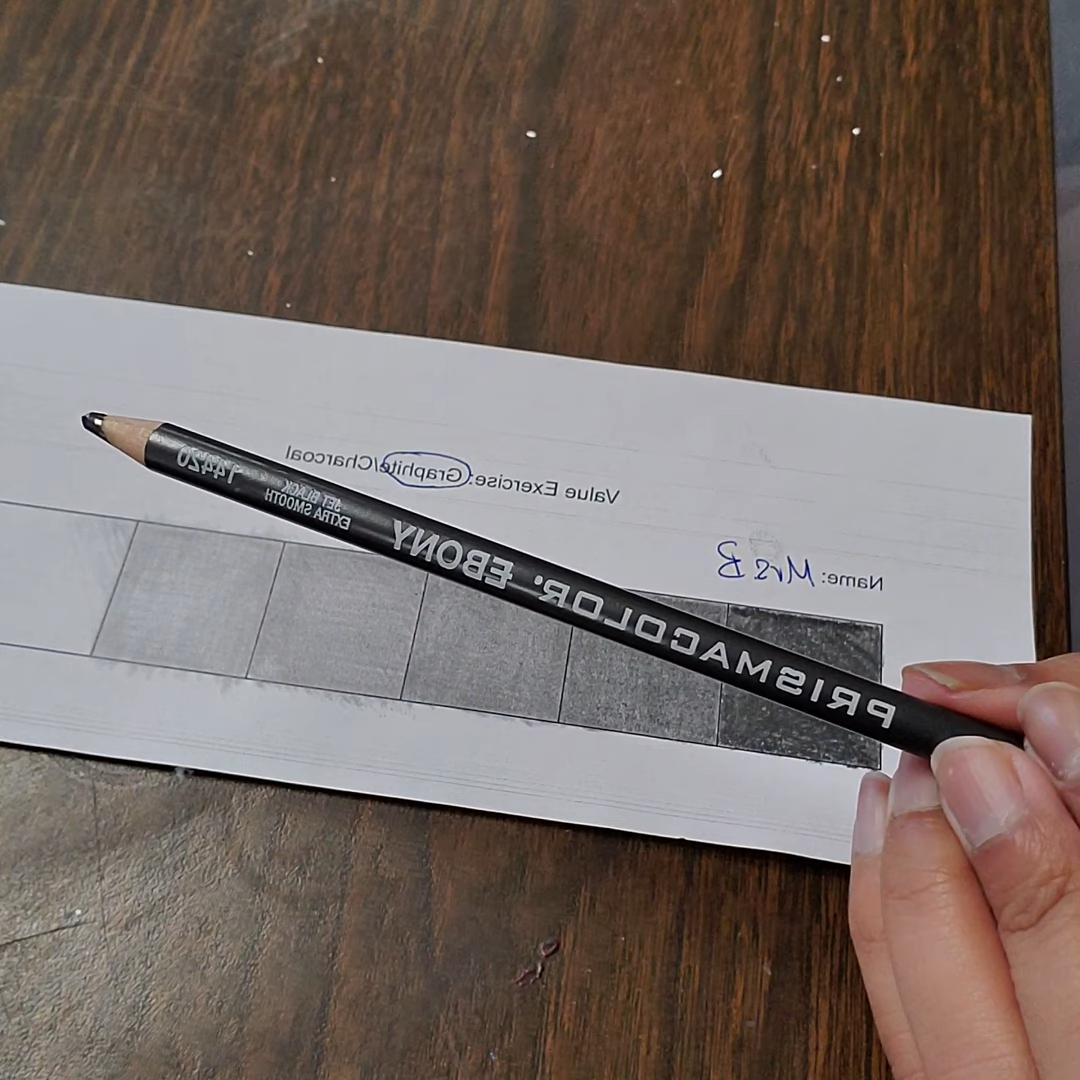 Value Exercise: Graphite/Charcoal
Name: Mrs B
PRISMACOLOR. EBONY
JET BLACK
EXTRA SMOOTH
14420